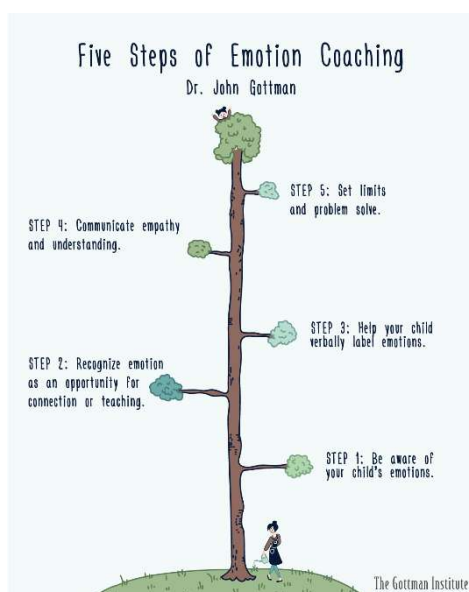 Five Steps of Emotion Coaching
Dr. John Gottman
STEP 5: Set limits
and problem solve.
STEP 4: Communicate empathy
and understanding.
STEP 3: Help your child
verbally label emotions.
STEP 2: Recognize emotion
as an opportunity for
connection or teaching.
STEP 1: Be aware of
your child's emotions.
The Gottman Institute